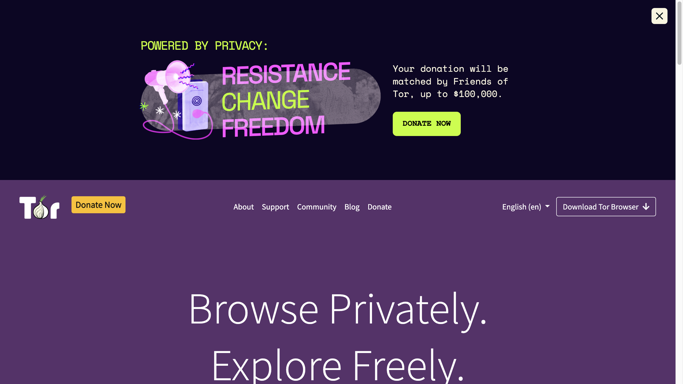 POWERED BY PRIVACY:
RESISTANCE
CHANGE
FREEDOM
Your donation will be
matched by Friends of
Tor, up to $100,000.
DONATE NOW
Tor
Donate Now
About Support Community Blog Donate
English (en)
Download Tor Browser
Browse Privately.
Explore Freely.